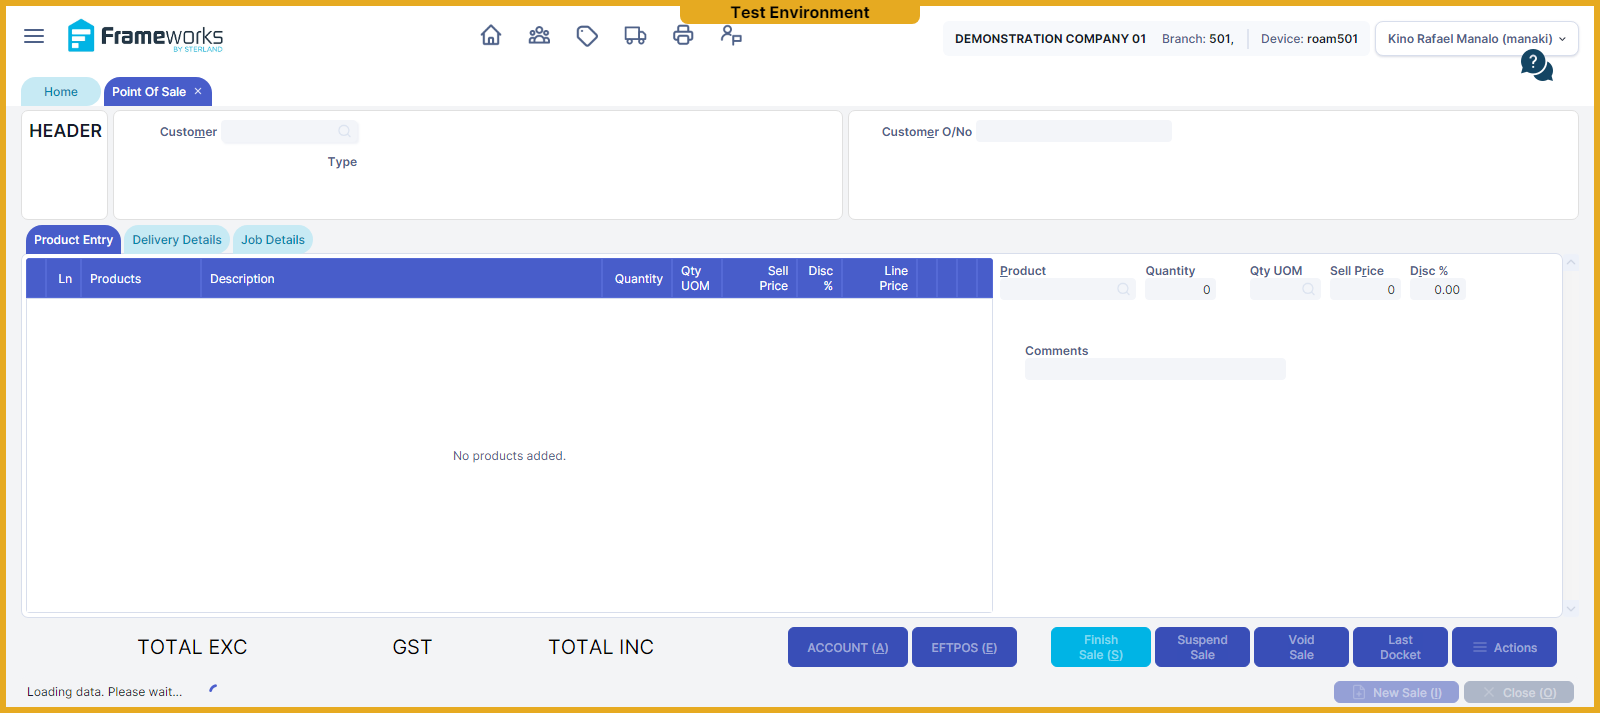 Test Environment
Frameworks
BY STERLAND
DEMONSTRATION COMPANY 01 Branch: 501, Device: roam501 Kino Rafael Manalo (manaki)
?
Home Point Of Sale ×
HEADER Customer Customer O/No
Type
Product Entry Delivery Details Job Details
Ln Products Description Quantity Qty UOM Sell Price Disc % Line Price
Product Quantity Qty UOM Sell Price Disc %
0 0 0.00
Comments
No products added.
TOTAL EXC GST TOTAL INC
ACCOUNT (A) EFTPOS (E) Finish Sale (S) Suspend Sale Void Sale Last Docket Actions
Loading data. Please wait... New Sale (I) Close (O)